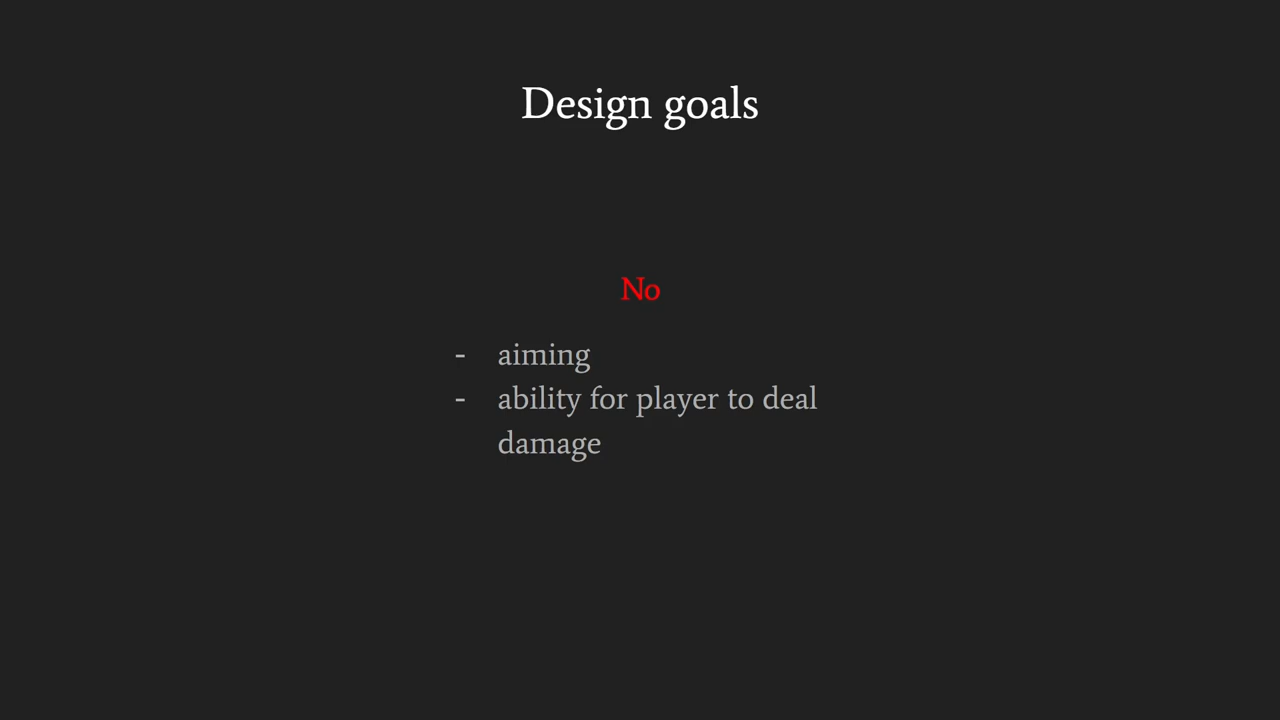 Design goals
No
- aiming
- ability for player to deal
damage